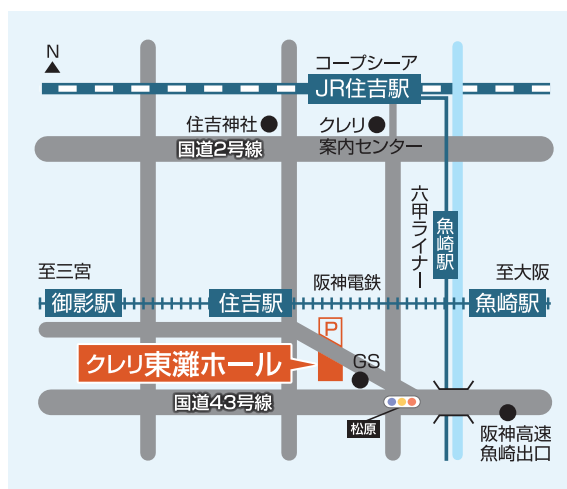 N
コープシーア
JR住吉駅
住吉神社
クレリ
案内センター
国道2号線
六甲ライナー
魚崎駅
至三宮
阪神電鉄
至大阪
御影駅
住吉駅
魚崎駅
P
クレリ東灘ホール
GS
国道43号線
松原
阪神高速
魚崎出口